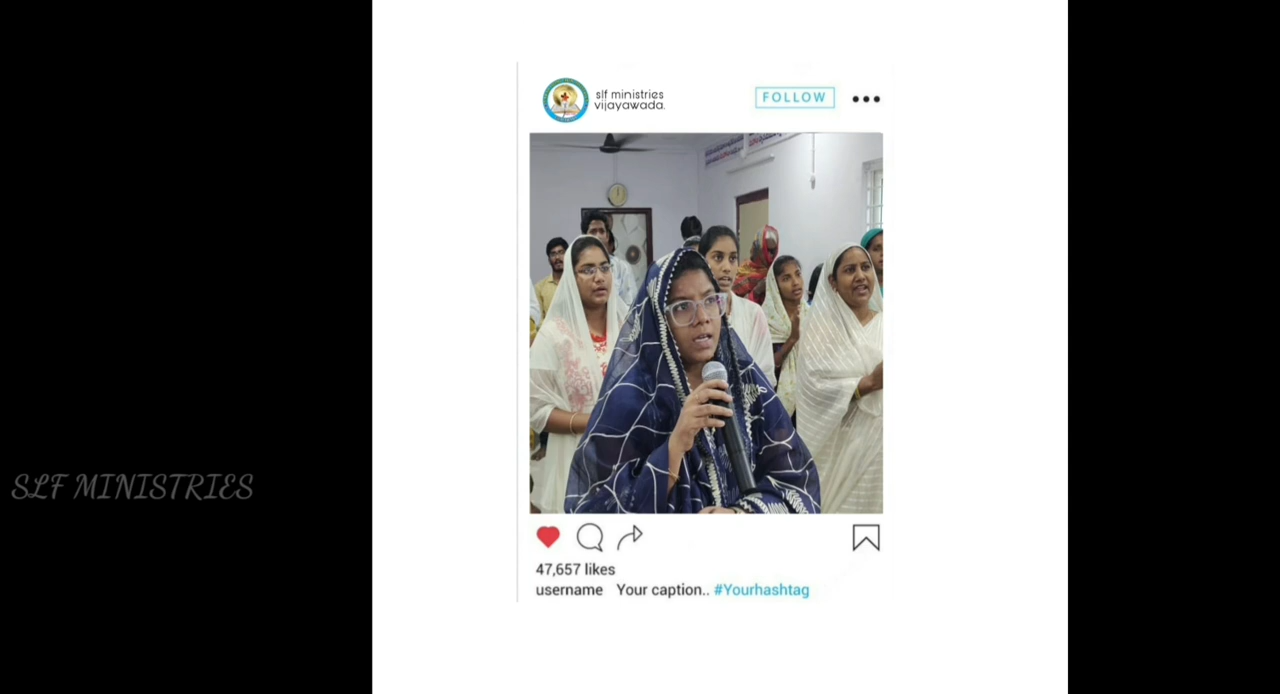 slf ministries
vijayawada.
FOLLOW
SLF MINISTRIES
47,657 likes
username Your caption.. #Yourhashtag